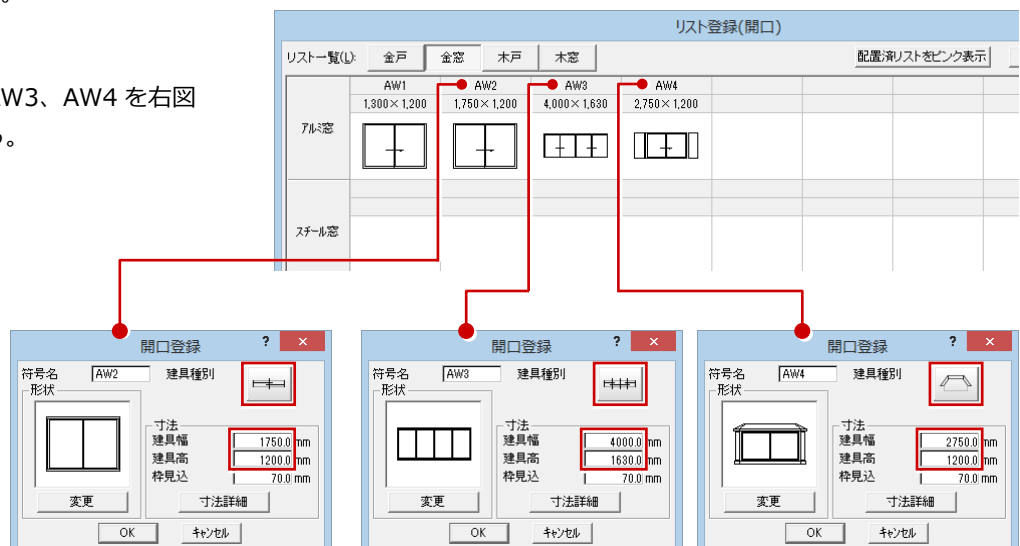 。
W3、AW4 を右図
。
リスト登録(開口)
リスト一覧(L): 金戸 金窓 木戸 木窓 配置済リストをピンク表示
AW1 AW2 AW3 AW4
1,300×1,200 1,750×1,200 4,000×1,630 2,750×1,200
アルミ窓
スチール窓
開口登録 ? ×
符号名 AW2 建具種別
形状
寸法
建具幅 1750.0 mm
建具高 1200.0 mm
枠見込 70.0 mm
変更 寸法詳細
OK キャンセル
開口登録 ? ×
符号名 AW3 建具種別
形状
寸法
建具幅 4000.0 mm
建具高 1630.0 mm
枠見込 70.0 mm
変更 寸法詳細
OK キャンセル
開口登録 ? ×
符号名 AW4 建具種別
形状
寸法
建具幅 2750.0 mm
建具高 1200.0 mm
枠見込 70.0 mm
変更 寸法詳細
OK キャンセル